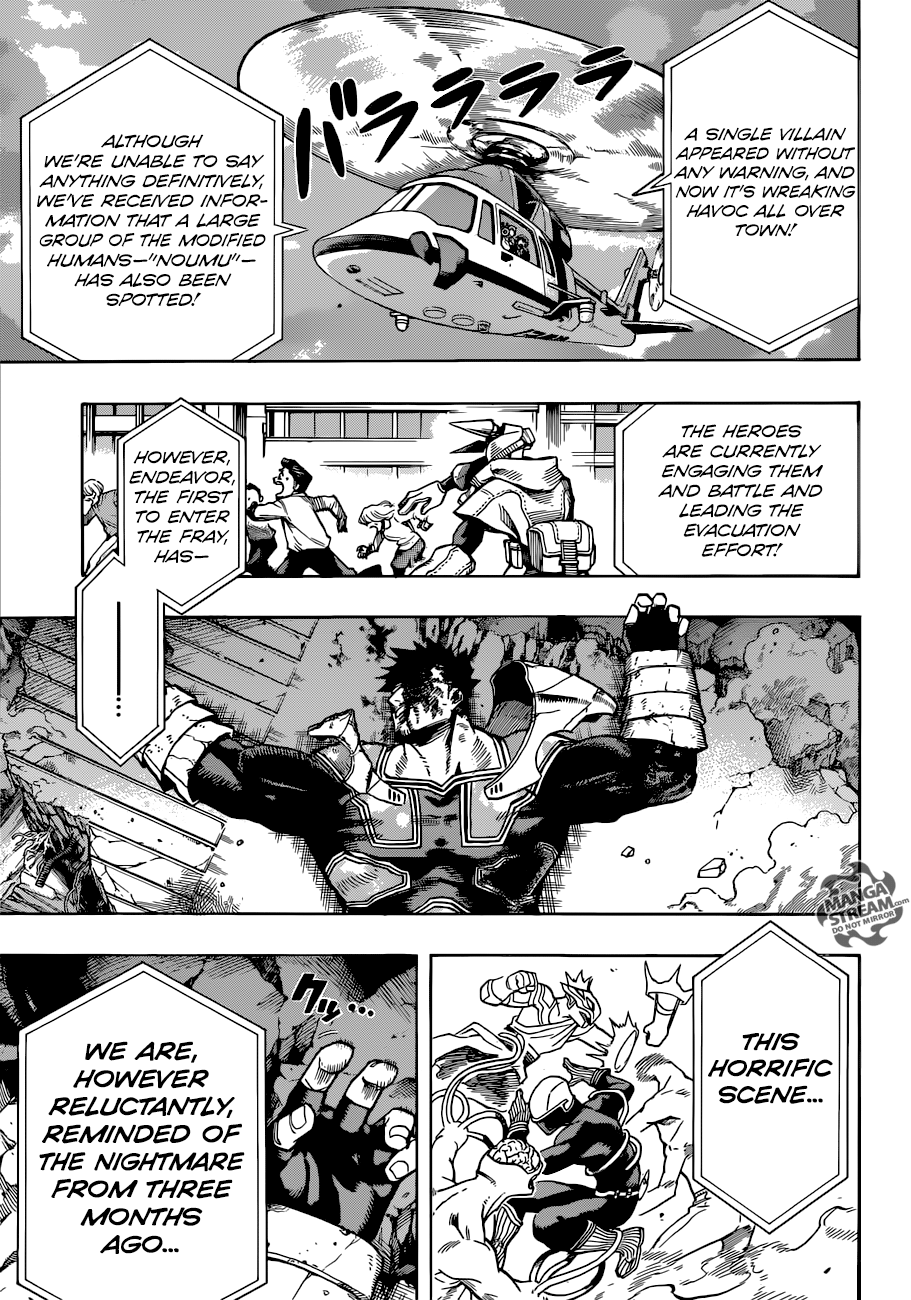 A SINGLE VILLAIN
APPEARED WITHOUT
ANY WARNING, AND
NOW IT'S WREAKING
HAVOC ALL OVER
TOWN!
バラララララ
ALTHOUGH
WE'RE UNABLE TO SAY
ANYTHING DEFINITIVELY,
WE'VE RECEIVED INFOR-
MATION THAT A LARGE
GROUP OF THE MODIFIED
HUMANS—"NOUMU"—
HAS ALSO BEEN
SPOTTED!
THE HEROES
ARE CURRENTLY
ENGAGING THEM
AND BATTLE AND
LEADING THE
EVACUATION
EFFORT!
HOWEVER,
ENDEAVOR,
THE FIRST
TO ENTER
THE FRAY,
HAS—
———...
MANGA
STREAM.com
DO NOT MIRROR
THIS
HORRIFIC
SCENE...
グッ...
WE ARE,
HOWEVER
RELUCTANTLY,
REMINDED OF
THE NIGHTMARE
FROM THREE
MONTHS
AGO...